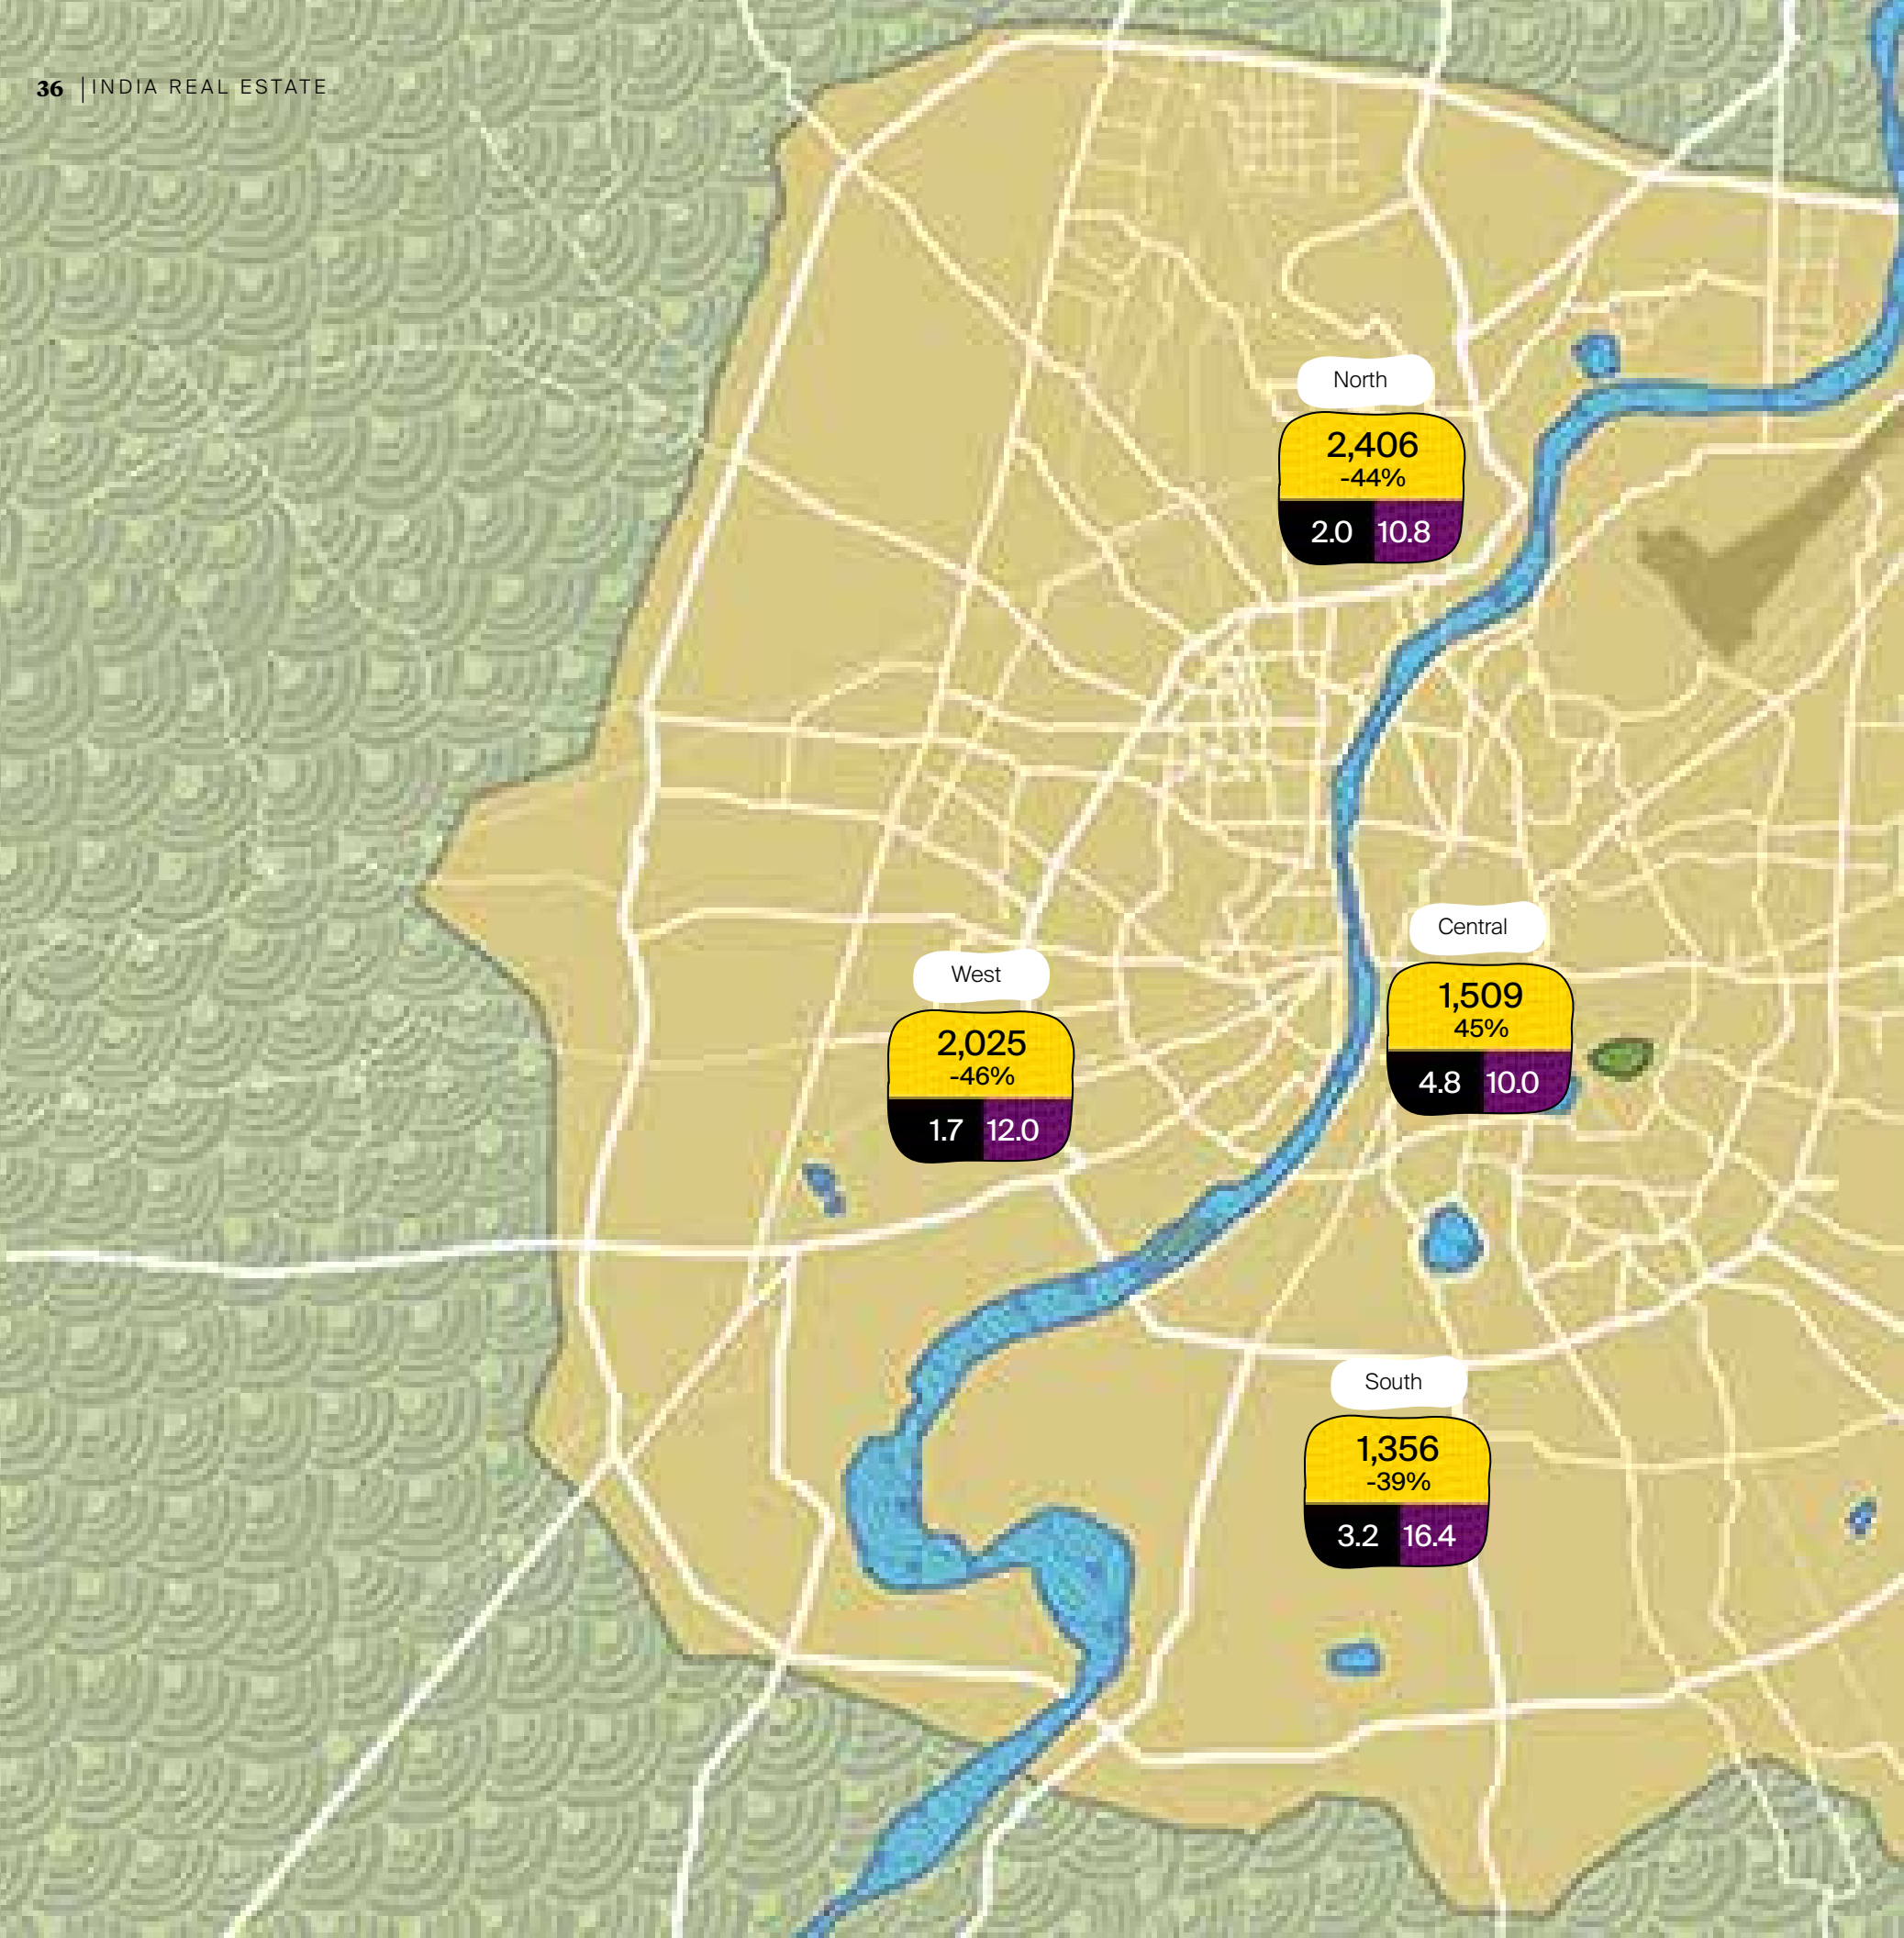 36 | INDIA REAL ESTATE
North
2,406
-44%
2.0 10.8
Central
1,509
45%
4.8 10.0
West
2,025
-46%
1.7 12.0
South
1,356
-39%
3.2 16.4